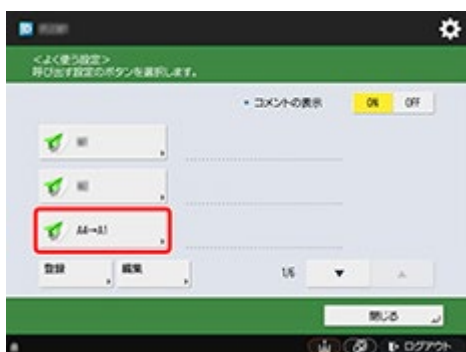 <よく使う設定>
呼び出す設定のボタンを選択します。
・コメントの表示 ON OFF
A4→A1
登録 編集 1/6 ▼ ▲
閉じる
ログアウト